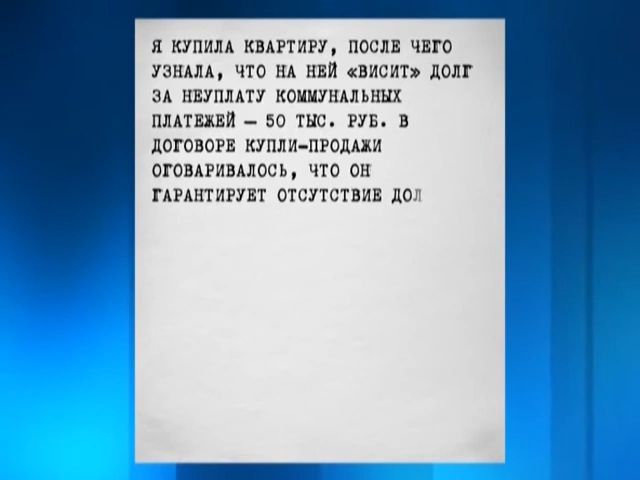 Я КУПИЛА КВАРТИРУ, ПОСЛЕ ЧЕГО
УЗНАЛА, ЧТО НА НЕЙ «ВИСИТ» ДОЛГ
ЗА НЕУПЛАТУ КОММУНАЛЬНЫХ
ПЛАТЕЖЕЙ — 50 ТЫС. РУБ. В
ДОГОВОРЕ КУПЛИ-ПРОДАЖИ
ОГОВАРИВАЛОСЬ, ЧТО ОН
ГАРАНТИРУЕТ ОТСУТСТВИЕ ДОЛ